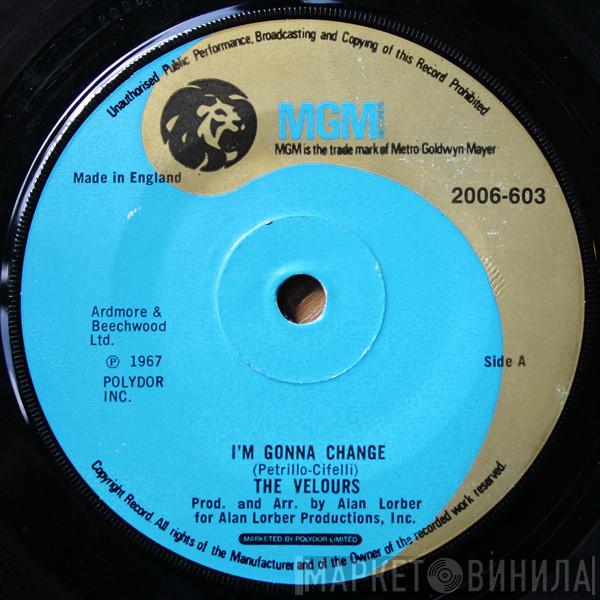 Unauthorised Public Performance, Broadcasting and Copying of this Record Prohibited
MGM
RECORDS
MGM is the trade mark of Metro-Goldwyn-Mayer
Made in England
2006-603
Ardmore &
Beechwood
Ltd.
℗ 1967
POLYDOR
INC.
Side A
I'M GONNA CHANGE
(Petrillo-Cifelli)
THE VELOURS
Prod. and Arr. by Alan Lorber
for Alan Lorber Productions, Inc.
MARKETED BY POLYDOR LIMITED
Copyright Record. All rights of the Manufacturer and of the Owner of the recorded work reserved.
МАРКЕТ ВИНИЛА